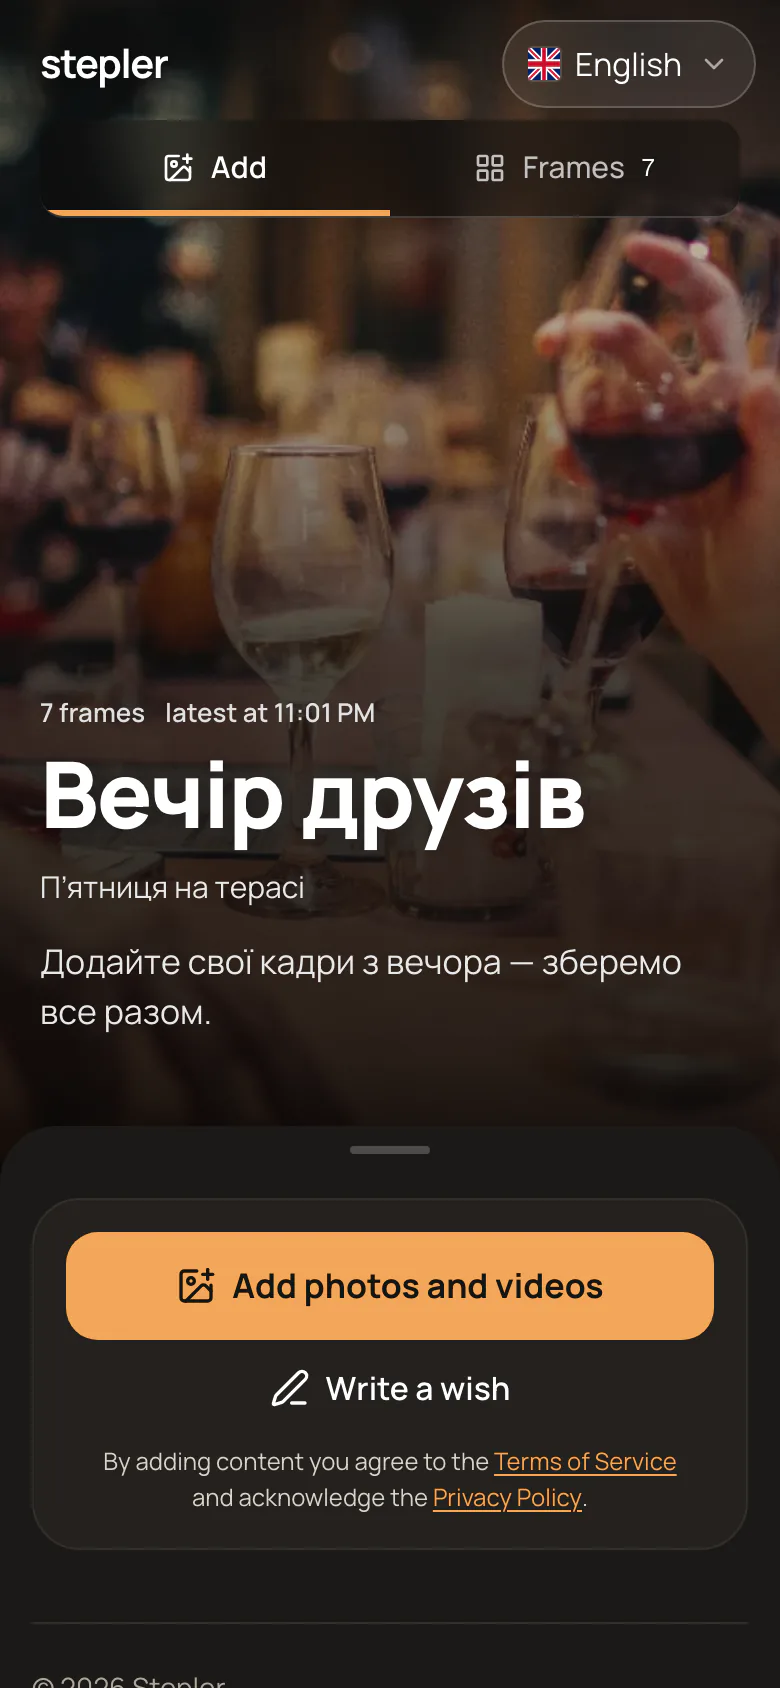 stepler
English
Add
Frames 7
7 frames latest at 11:01 PM
Вечір друзів
П’ятниця на терасі
Додайте свої кадри з вечора — зберемо
все разом.
Add photos and videos
Write a wish
By adding content you agree to the Terms of Service
and acknowledge the Privacy Policy.
© 2026 Stepler